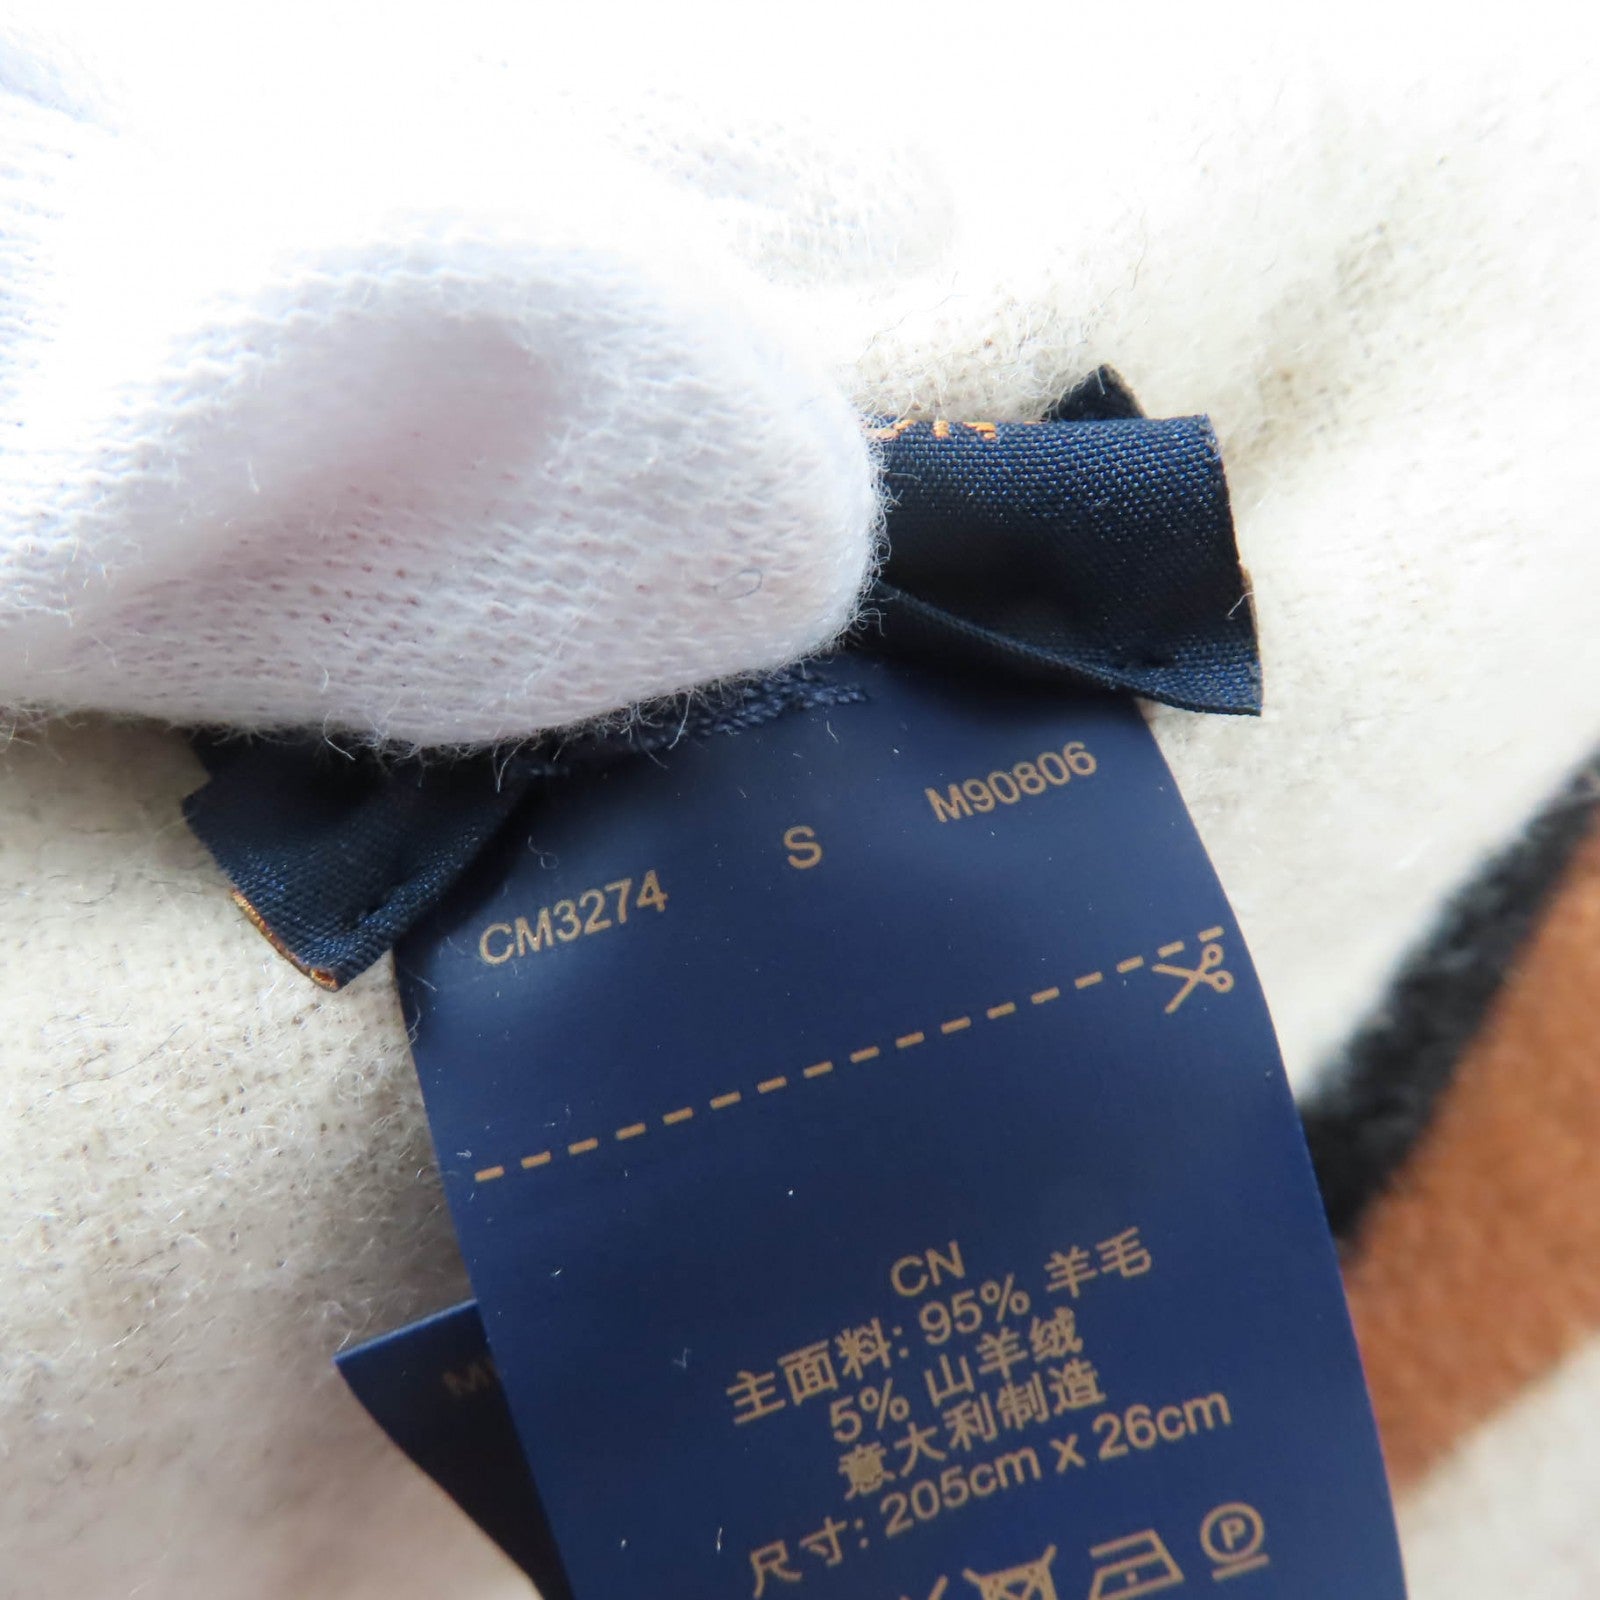 CM3274 S M90806
CN
主面料: 95% 羊毛
5% 山羊绒
意大利制造
尺寸: 205cm x 26cm
P